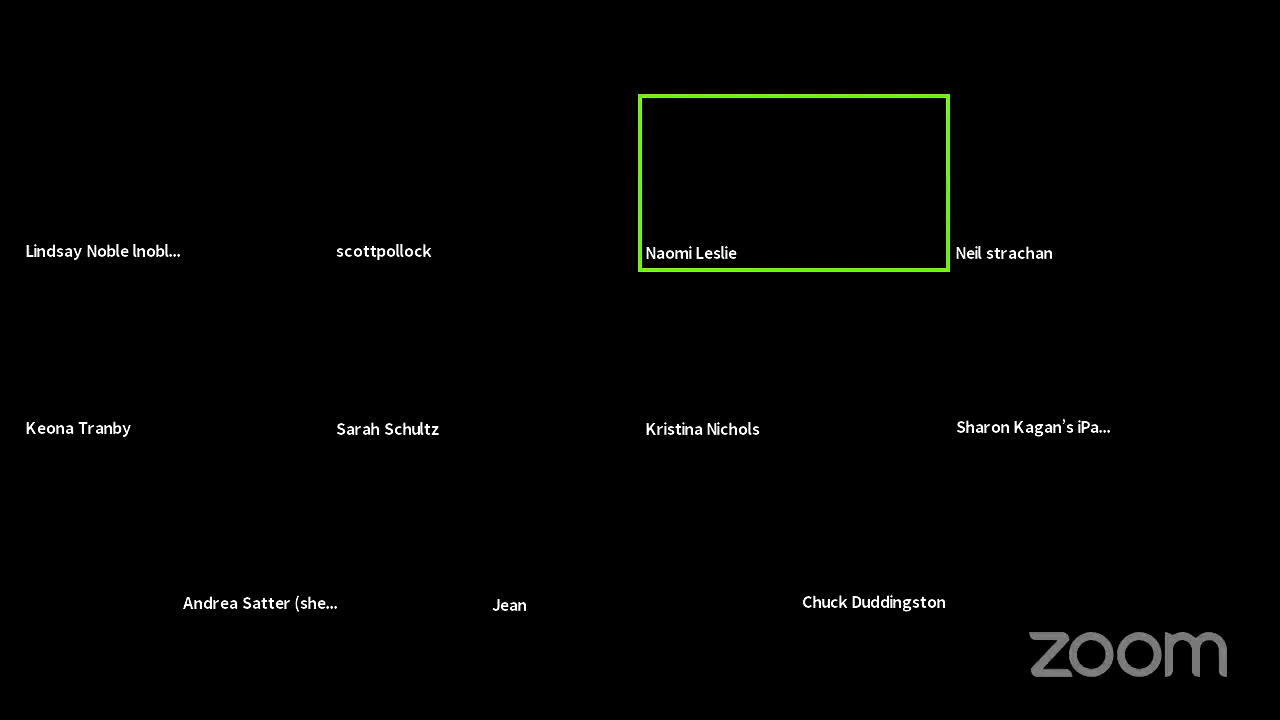 Lindsay Noble lnobl...
scottpollock
Naomi Leslie
Neil strachan
Keona Tranby
Sarah Schultz
Kristina Nichols
Sharon Kagan’s iPa...
Andrea Satter (she...
Jean
Chuck Duddingston
zoom